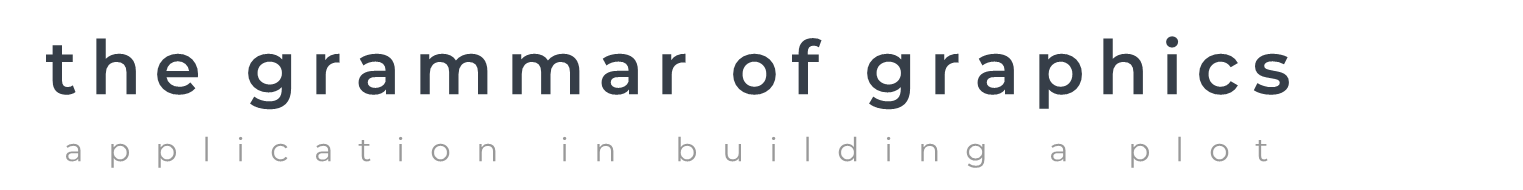 the grammar of graphics
application in building a plot